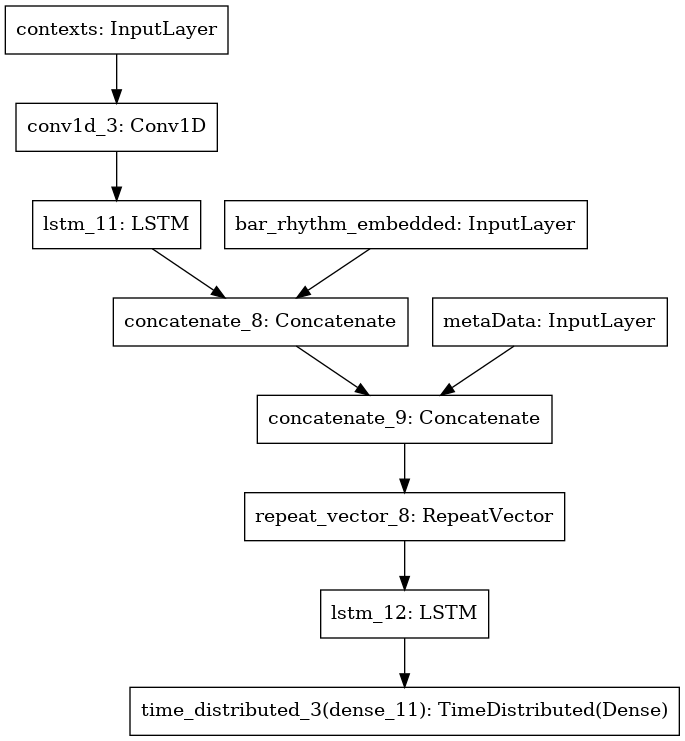 contexts: InputLayer
conv1d_3: Conv1D
lstm_11: LSTM
bar_rhythm_embedded: InputLayer
concatenate_8: Concatenate
metaData: InputLayer
concatenate_9: Concatenate
repeat_vector_8: RepeatVector
lstm_12: LSTM
time_distributed_3(dense_11): TimeDistributed(Dense)